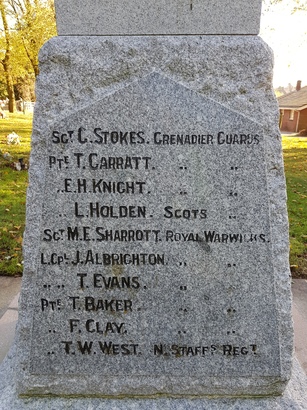 SGT C. STOKES. GRENADIER GUARDS
PTE T. GARRATT. .. ..
.. E.H. KNIGHT. .. ..
.. L. HOLDEN. SCOTS ..
SGT M.E. SHARROTT. ROYAL WARWICKS.
L.CPL J. ALBRIGHTON. .. ..
.. .. T. EVANS. .. ..
PTE T. BAKER. .. ..
.. F. CLAY. .. ..
.. T.W. WEST. N. STAFFS REGT.